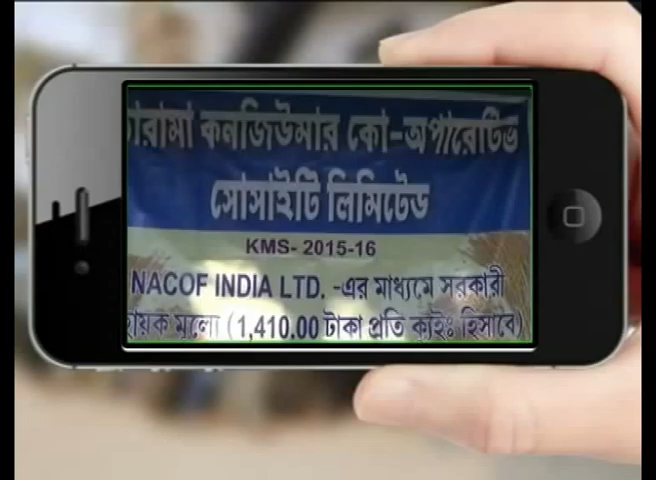 তারামা কনজিউমার কো-অপারেটিভ
সোসাইটি লিমিটেড
KMS- 2015-16
NACOF INDIA LTD. -এর মাধ্যমে সরকারী
হায়ক মূল্যে (1,410.00 টাকা প্রতি কুইঃ হিসাবে)